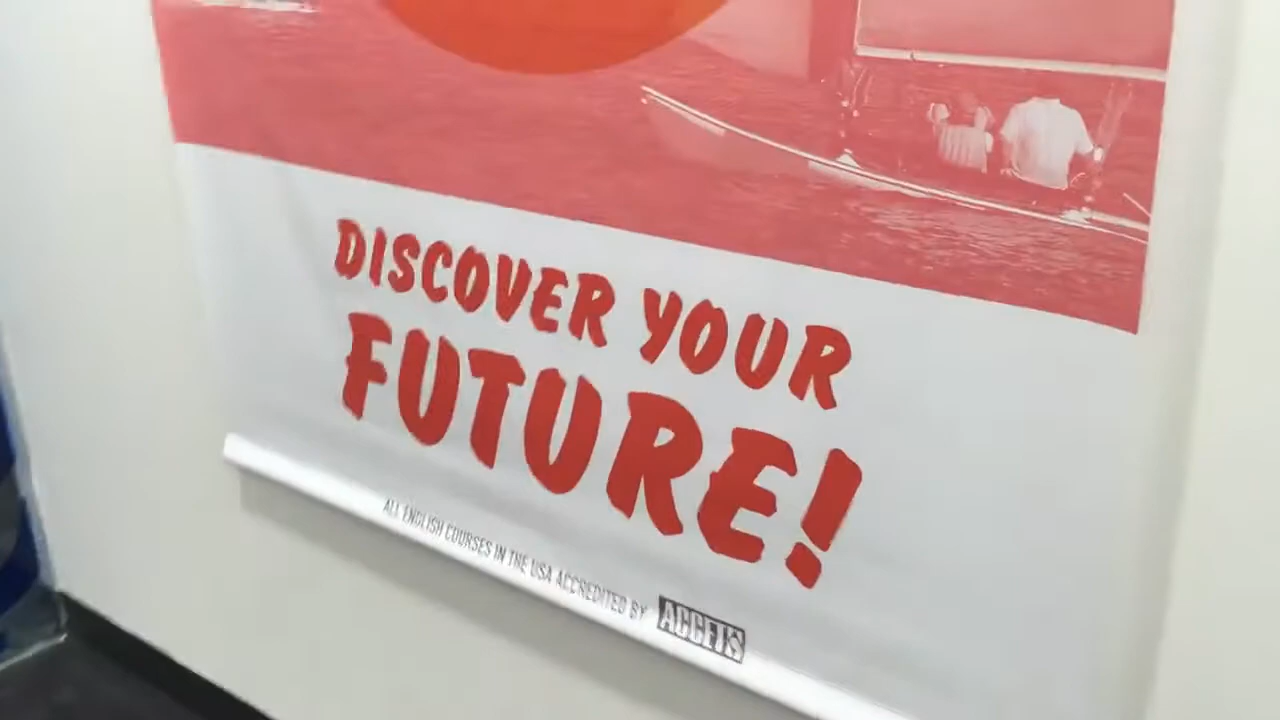 DISCOVER YOUR
FUTURE!
ALL ENGLISH COURSES IN THE USA ACCREDITED BY ACCET